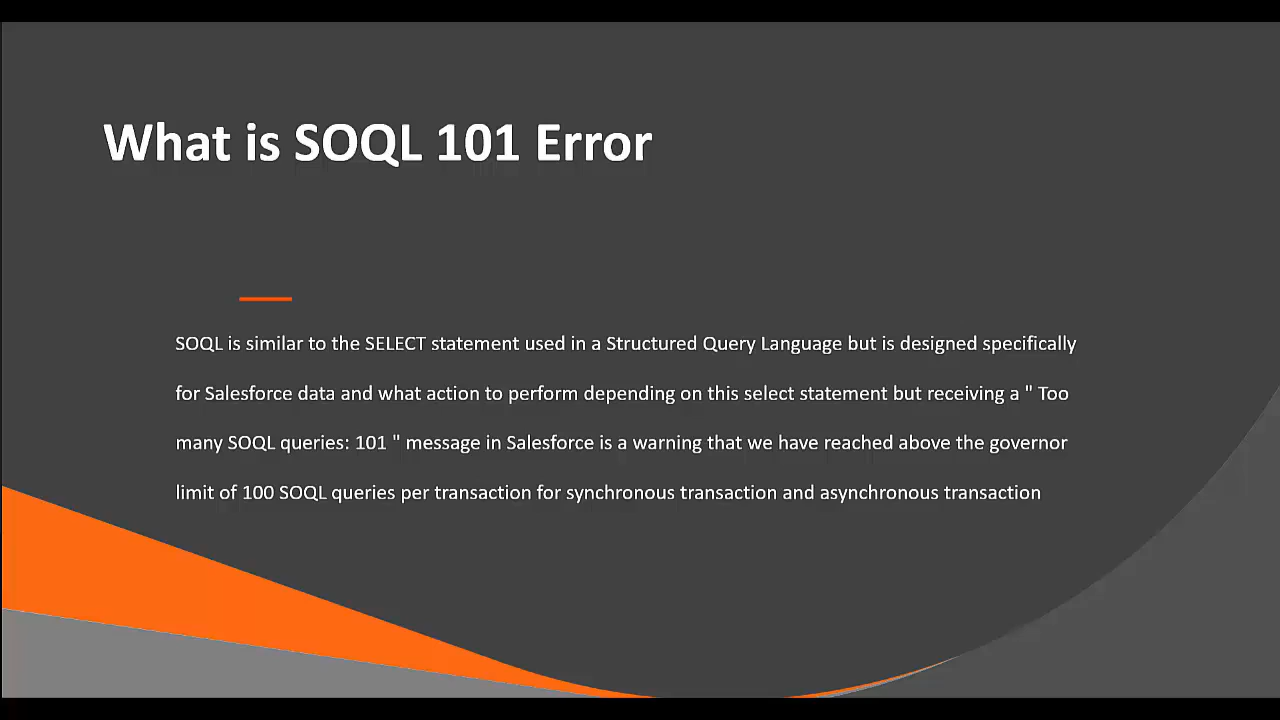 What is SOQL 101 Error
SOQL is similar to the SELECT statement used in a Structured Query Language but is designed specifically
for Salesforce data and what action to perform depending on this select statement but receiving a " Too
many SOQL queries: 101 " message in Salesforce is a warning that we have reached above the governor
limit of 100 SOQL queries per transaction for synchronous transaction and asynchronous transaction